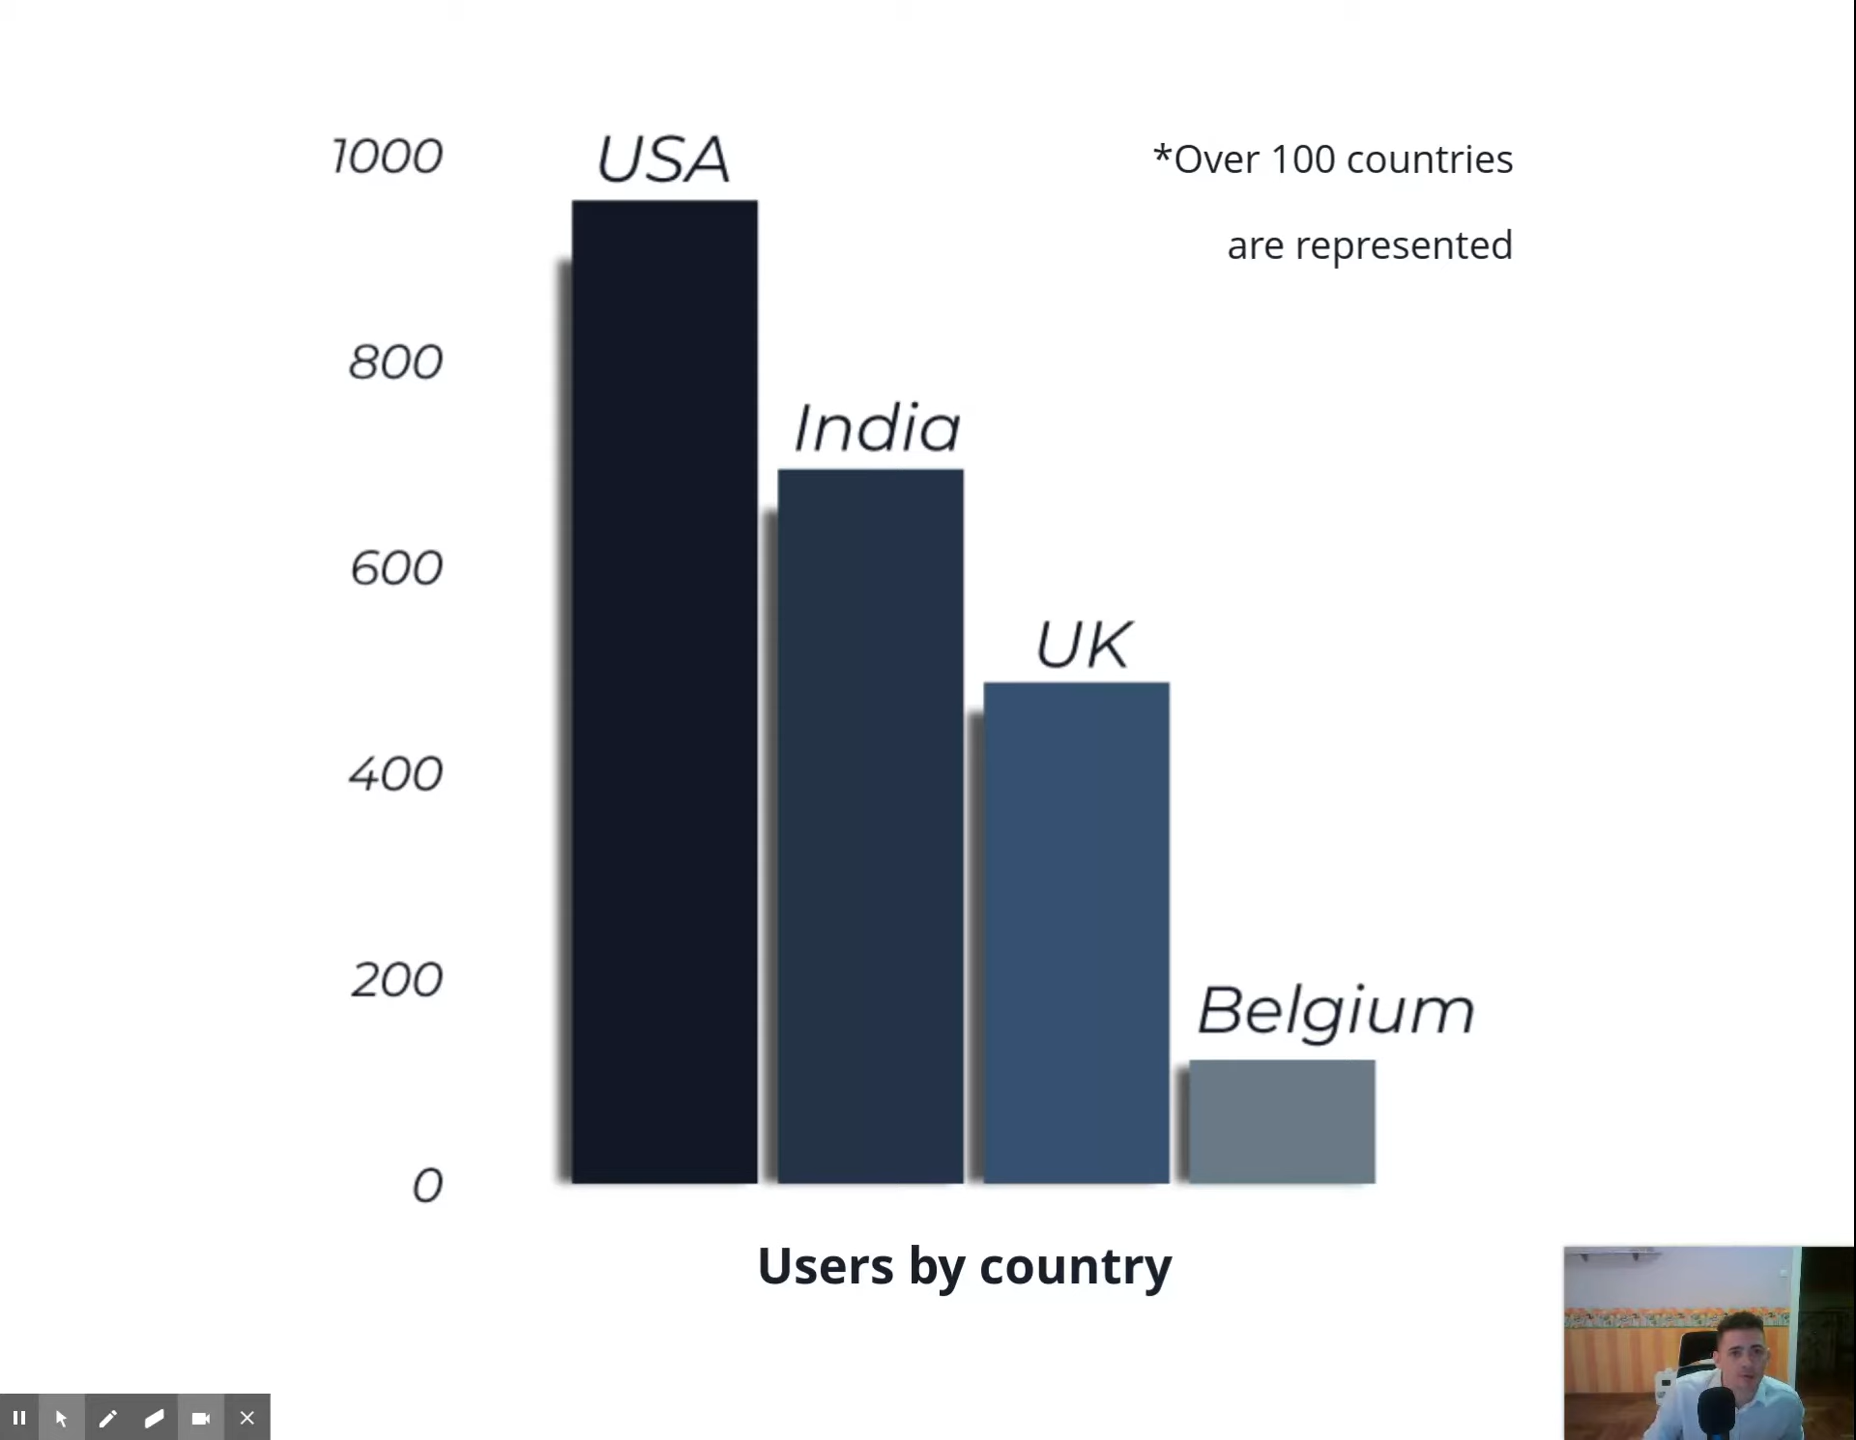 1000
USA
*Over 100 countries
are represented
800
India
600
UK
400
200
Belgium
0
Users by country